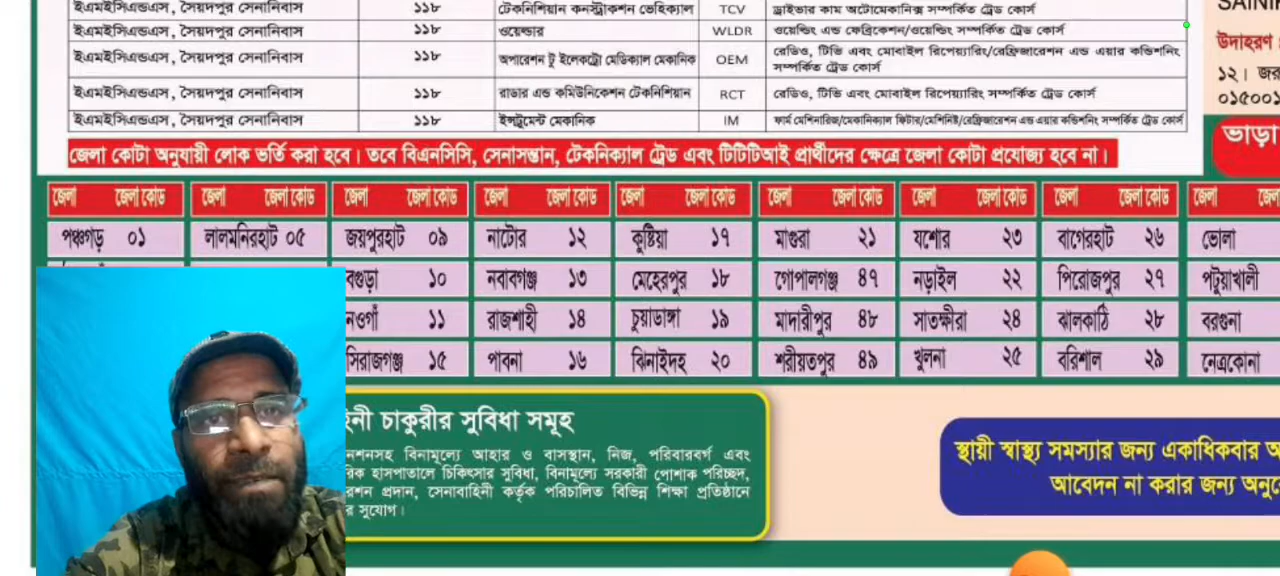 ইএমইসিএন্ডএস, সৈয়দপুর সেনানিবাস ১১৮ টেকনিশিয়ান কনস্ট্রাকশন ভেহিক্যাল TCV ড্রাইভার কাম অটোমেকানিক্স সম্পর্কিত ট্রেড কোর্স
ইএমইসিএন্ডএস, সৈয়দপুর সেনানিবাস ১১৮ ওয়েল্ডার WLDR ওয়েল্ডিং এন্ড ফেব্রিকেশন/ওয়েল্ডিং সম্পর্কিত ট্রেড কোর্স
ইএমইসিএন্ডএস, সৈয়দপুর সেনানিবাস ১১৮ অপারেশন টু ইলেকট্রো মেডিক্যাল মেকানিক OEM রেডিও, টিভি এবং মোবাইল রিপেয়্যারিং/রেফ্রিজারেশন এন্ড এয়ার কন্ডিশনিং
সম্পর্কিত ট্রেড কোর্স
ইএমইসিএন্ডএস, সৈয়দপুর সেনানিবাস ১১৮ রাডার এন্ড কমিউনিকেশন টেকনিশিয়ান RCT রেডিও, টিভি এবং মোবাইল রিপেয়্যারিং সম্পর্কিত ট্রেড কোর্স
ইএমইসিএন্ডএস, সৈয়দপুর সেনানিবাস ১১৮ ইন্সট্রুমেন্ট মেকানিক IM ফার্ম মেশিনারিজ/মেকানিক্যাল ফিটার/মেশিনিষ্ট/রেফ্রিজারেশন এন্ড এয়ার কন্ডিশনিং সম্পর্কিত ট্রেড কোর্স
উদাহরণ :
১২। জর
০১৫০০১
ভাড়া
জেলা কোটা অনুযায়ী লোক ভর্তি করা হবে। তবে বিএনসিসি, সেনাসন্তান, টেকনিক্যাল ট্রেড এবং টিটিটিআই প্রার্থীদের ক্ষেত্রে জেলা কোটা প্রযোজ্য হবে না।
জেলা জেলা কোড জেলা জেলা কোড জেলা জেলা কোড জেলা জেলা কোড জেলা জেলা কোড জেলা জেলা কোড জেলা জেলা কোড জেলা জেলা কোড জেলা
পঞ্চগড় ০১ লালমনিরহাট ০৫ জয়পুরহাট ০৯ নাটোর ১২ কুষ্টিয়া ১৭ মাগুরা ২১ যশোর ২৩ বাগেরহাট ২৬ ভোলা
বগুড়া ১০ নবাবগঞ্জ ১৩ মেহেরপুর ১৮ গোপালগঞ্জ ৪৭ নড়াইল ২২ পিরোজপুর ২৭ পটুয়াখালী
নওগাঁ ১১ রাজশাহী ১৪ চুয়াডাঙ্গা ১৯ মাদারীপুর ৪৮ সাতক্ষীরা ২৪ ঝালকাঠি ২৮ বরগুনা
সিরাজগঞ্জ ১৫ পাবনা ১৬ ঝিনাইদহ ২০ শরীয়তপুর ৪৯ খুলনা ২৫ বরিশাল ২৯ নেত্রকোনা
ইনী চাকুরীর সুবিধা সমূহ
নশনসহ বিনামূল্যে আহার ও বাসস্থান, নিজ, পরিবারবর্গ এবং
রিক হাসপাতালে চিকিৎসার সুবিধা, বিনামূল্যে সরকারী পোশাক পরিচ্ছদ,
রশন প্রদান, সেনাবাহিনী কর্তৃক পরিচালিত বিভিন্ন শিক্ষা প্রতিষ্ঠানে
র সুযোগ।
স্থায়ী স্বাস্থ্য সমস্যার জন্য একাধিকবার
আবেদন না করার জন্য অনু